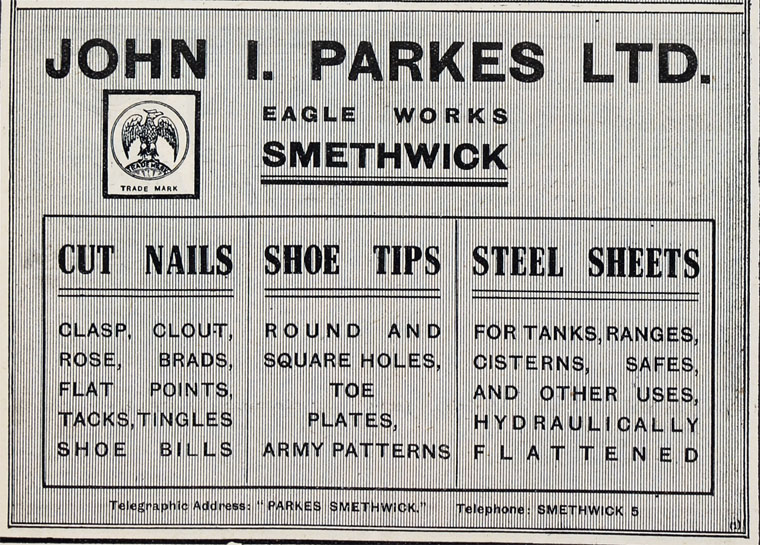 JOHN I. PARKES LTD.
EAGLE WORKS
SMETHWICK
TRADE MARK
CUT NAILS
CLASP, CLOUT,
ROSE, BRADS,
FLAT POINTS,
TACKS, TINGLES
SHOE BILLS
SHOE TIPS
ROUND AND
SQUARE HOLES,
TOE
PLATES,
ARMY PATTERNS
STEEL SHEETS
FOR TANKS, RANGES,
CISTERNS, SAFES,
AND OTHER USES,
HYDRAULICALLY
FLATTENED
Telegraphic Address: "PARKES SMETHWICK." Telephone: SMETHWICK 5